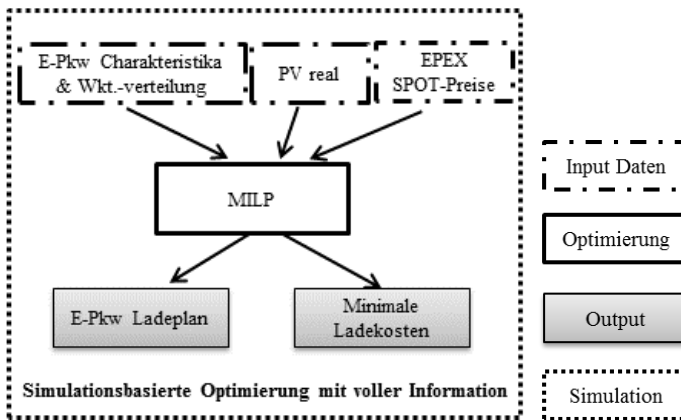 E-Pkw Charakteristika
& Wkt.-verteilung
PV real
EPEX
SPOT-Preise
MILP
E-Pkw Ladeplan
Minimale
Ladekosten
Simulationsbasierte Optimierung mit voller Information
Input Daten
Optimierung
Output
Simulation